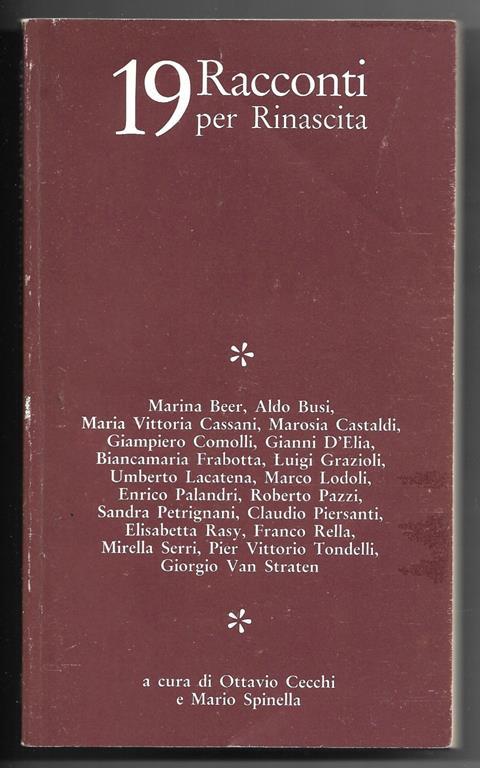 19 Racconti
per Rinascita
*
Marina Beer, Aldo Busi,
Maria Vittoria Cassani, Marosia Castaldi,
Giampiero Comolli, Gianni D'Elia,
Biancamaria Frabotta, Luigi Grazioli,
Umberto Lacatena, Marco Lodoli,
Enrico Palandri, Roberto Pazzi,
Sandra Petrignani, Claudio Piersanti,
Elisabetta Rasy, Franco Rella,
Mirella Serri, Pier Vittorio Tondelli,
Giorgio Van Straten
*
a cura di Ottavio Cecchi
e Mario Spinella